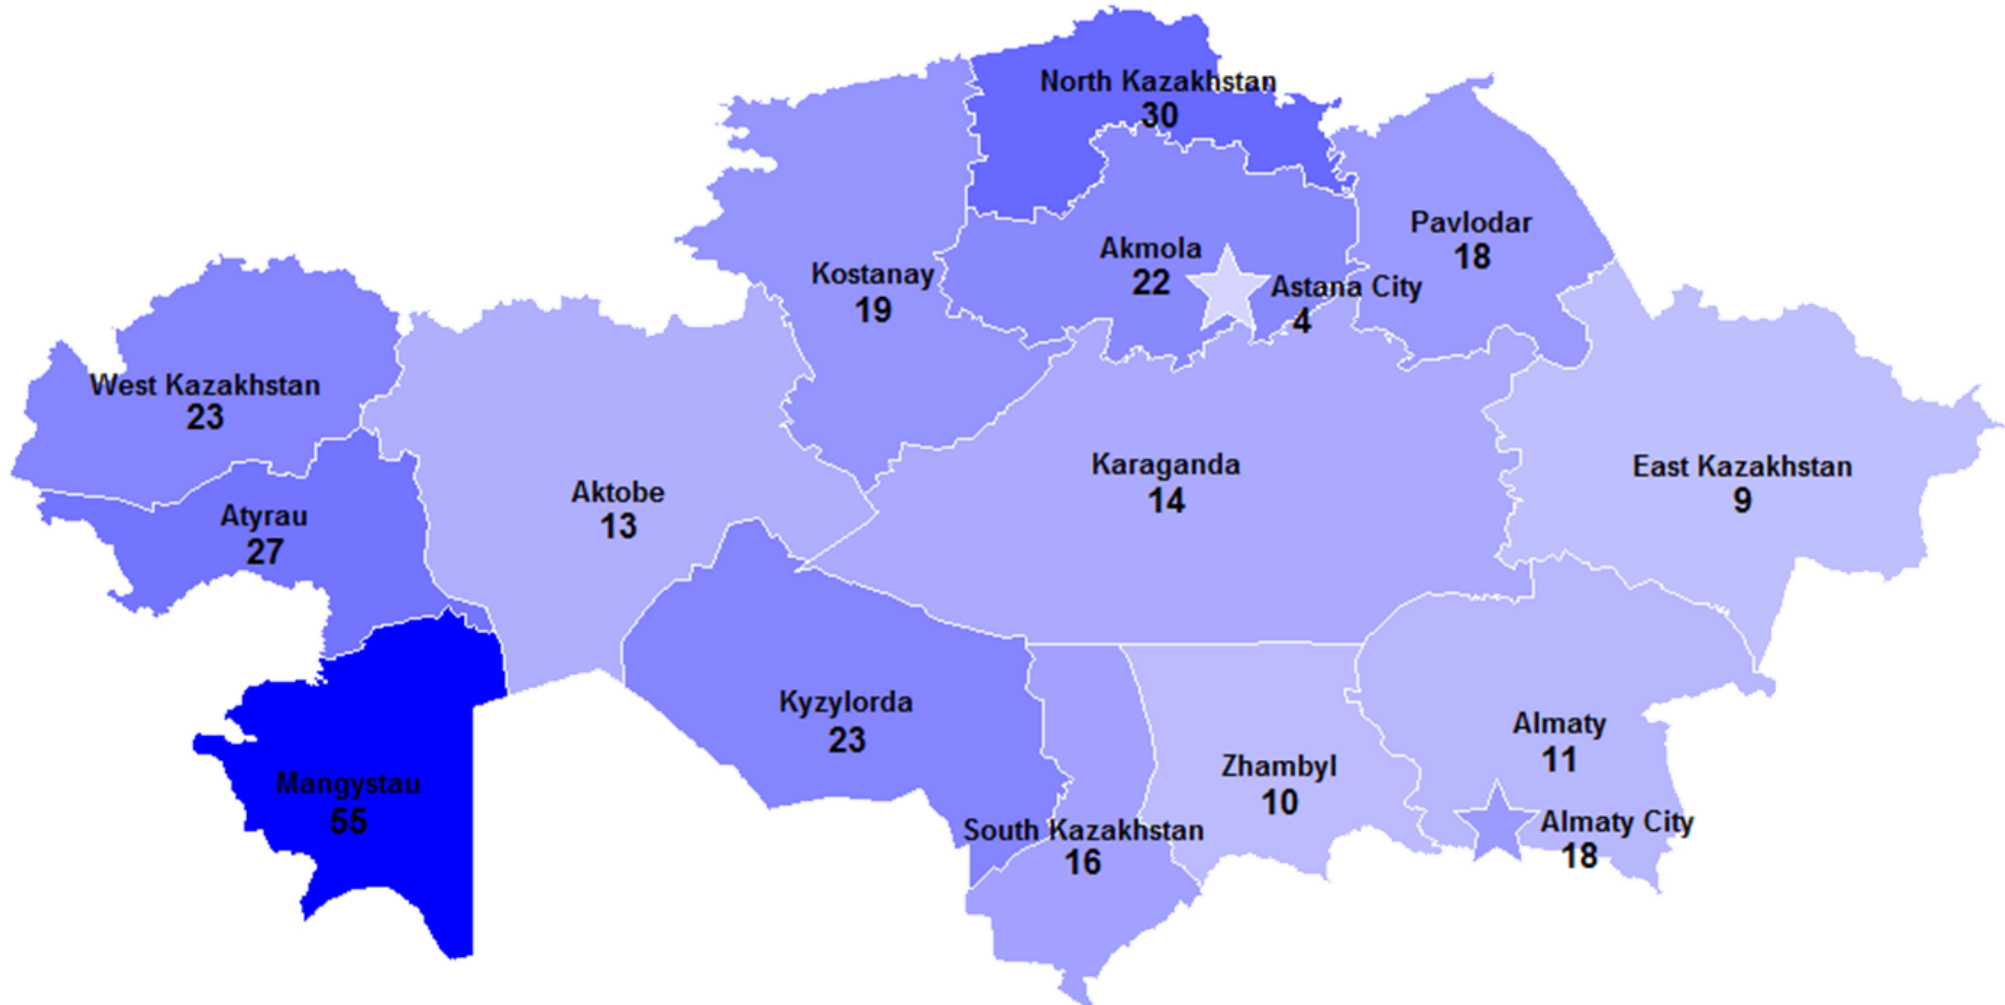 North Kazakhstan
30
Pavlodar
18
Akmola
22
Astana City
4
Kostanay
19
West Kazakhstan
23
Karaganda
14
East Kazakhstan
9
Aktobe
13
Atyrau
27
Kyzylorda
23
Almaty
11
Zhambyl
10
Mangystau
55
South Kazakhstan
16
Almaty City
18